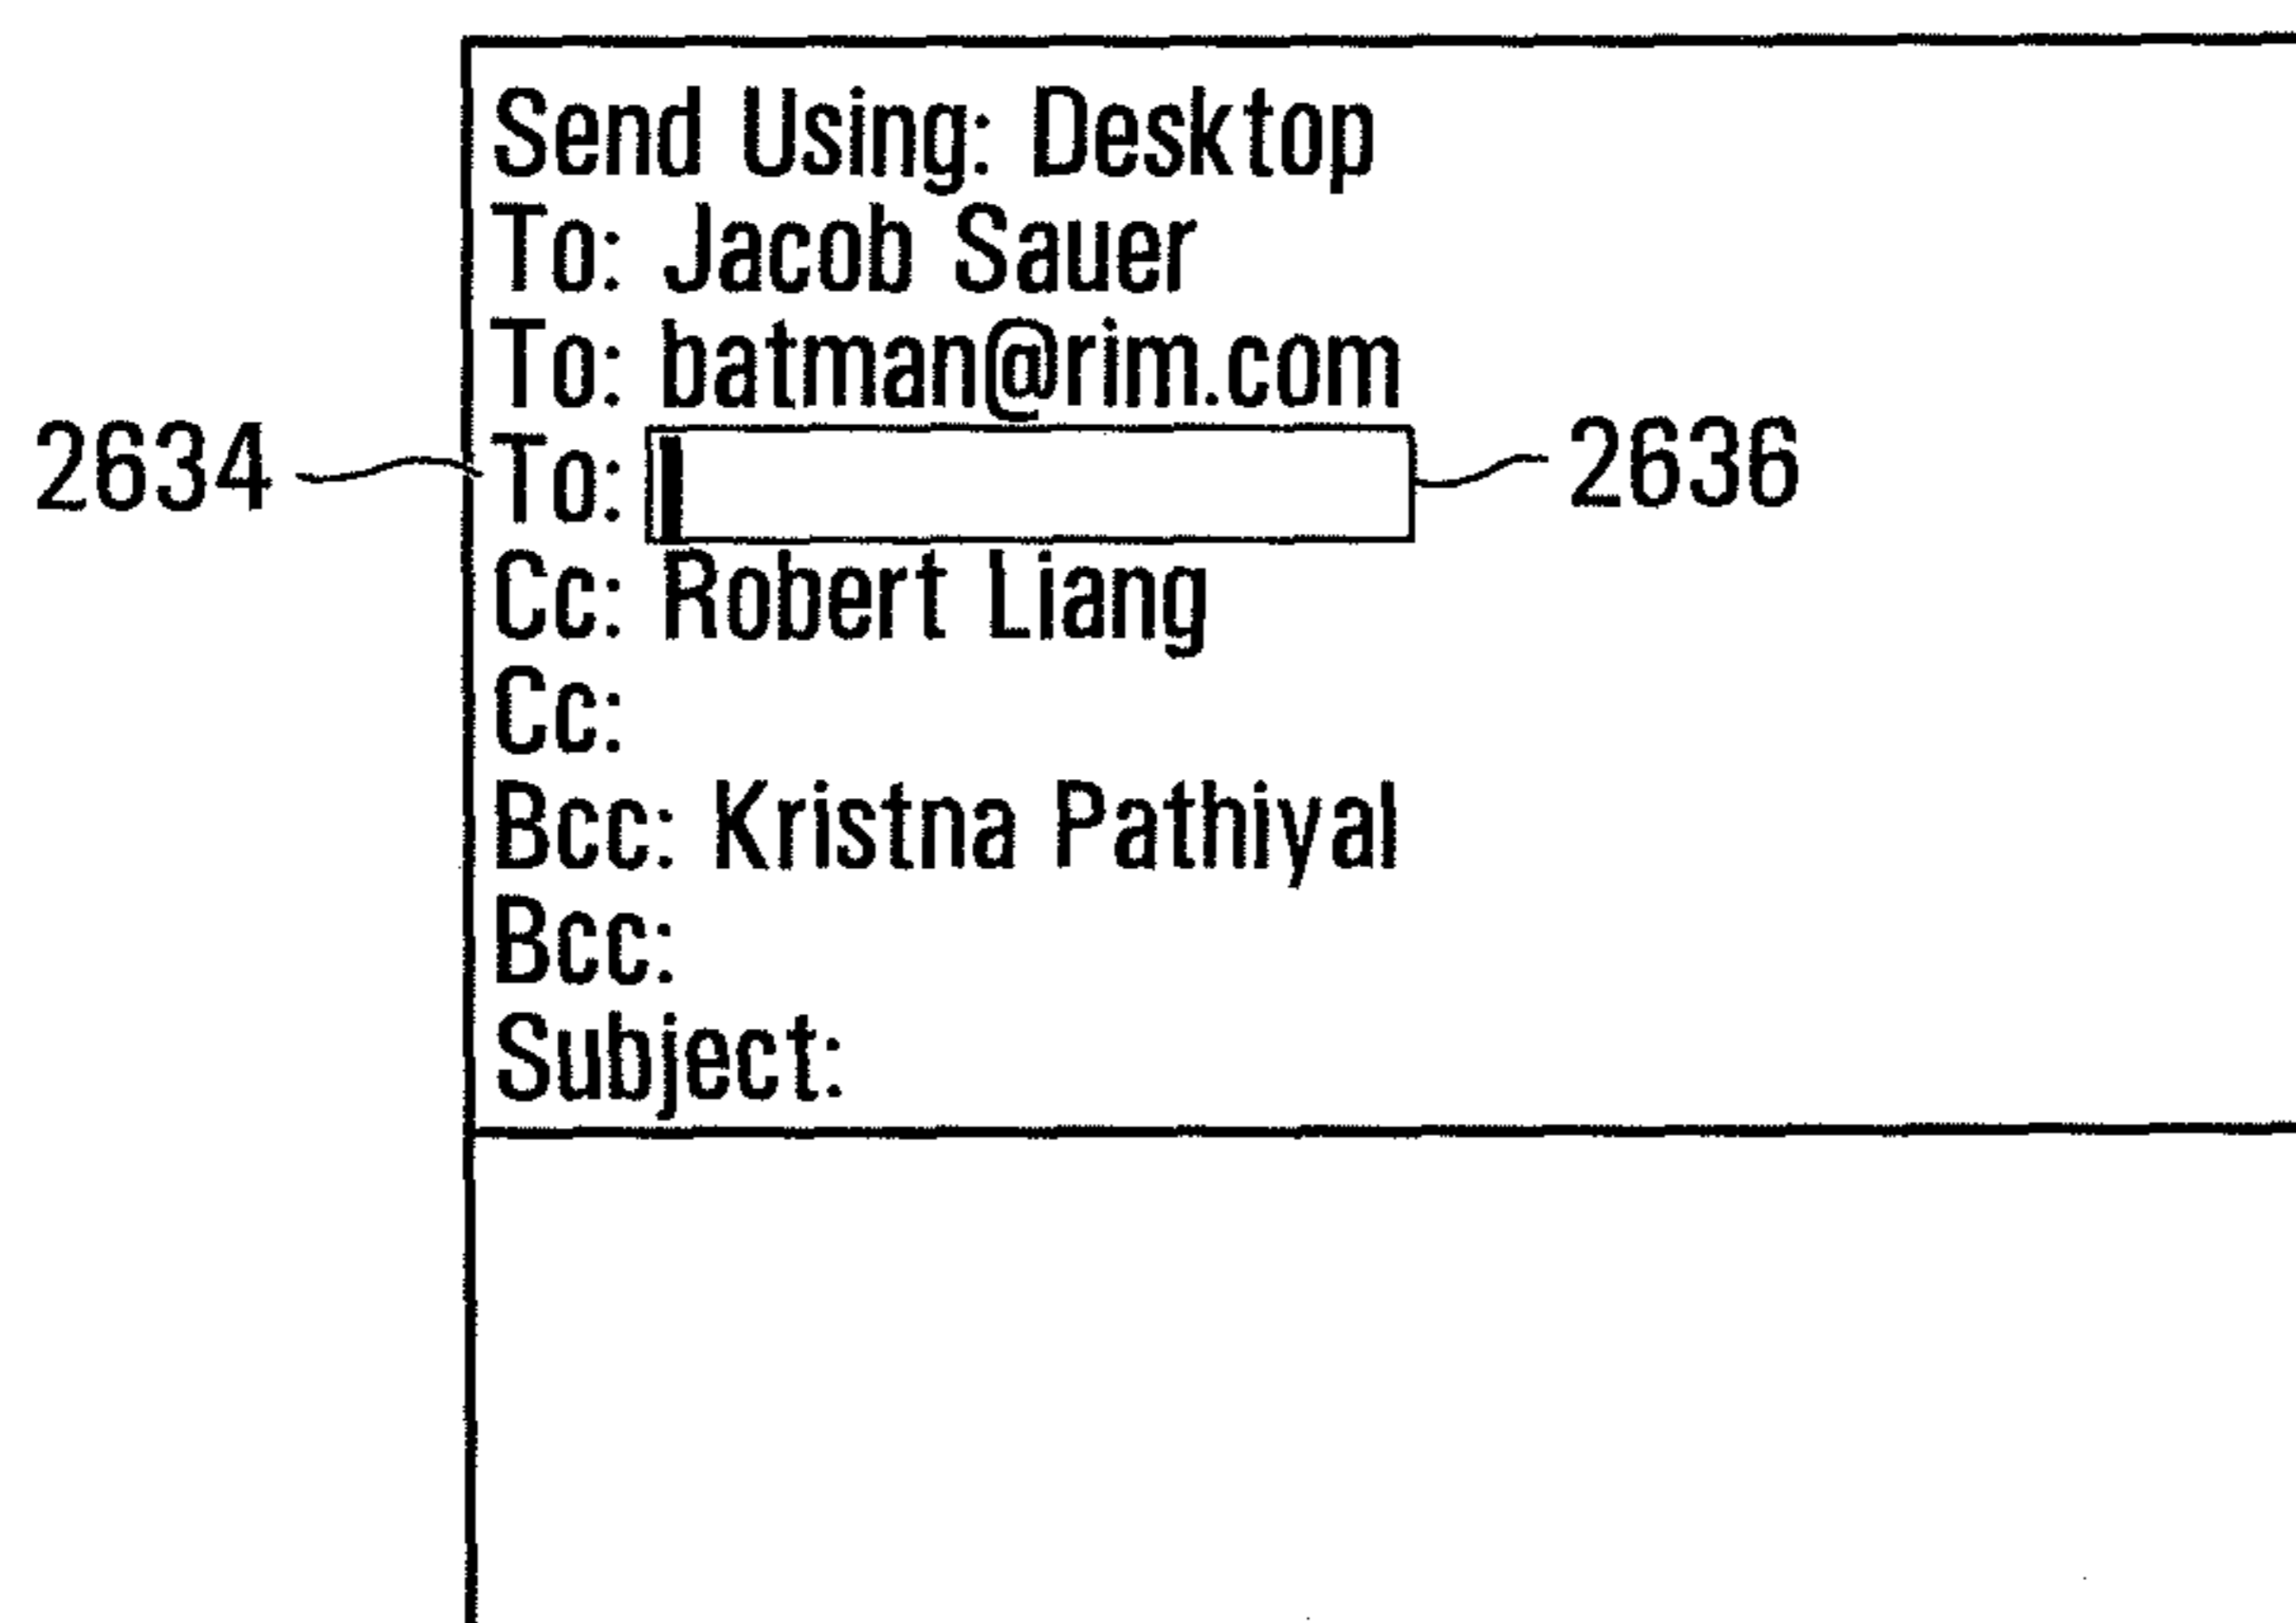 Send Using: Desktop
To: Jacob Sauer
To: batman@rim.com
2634 To: 2636
Cc: Robert Liang
Cc:
Bcc: Kristna Pathiyal
Bcc:
Subject: